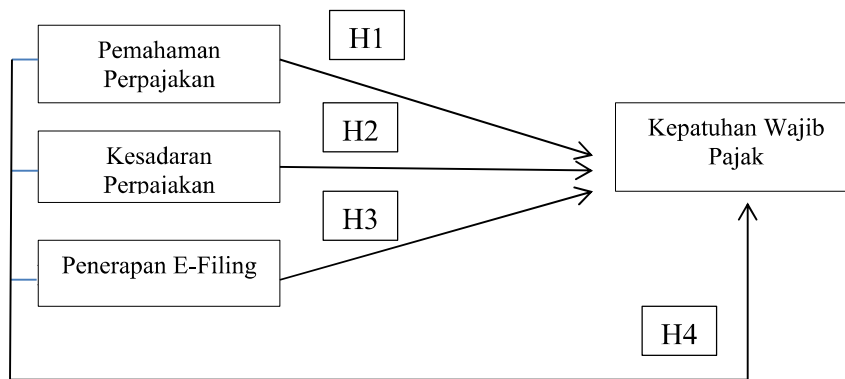 Pemahaman
Perpajakan
H1
Kesadaran
Perpajakan
H2
Penerapan E-Filing
H3
Kepatuhan Wajib
Pajak
H4